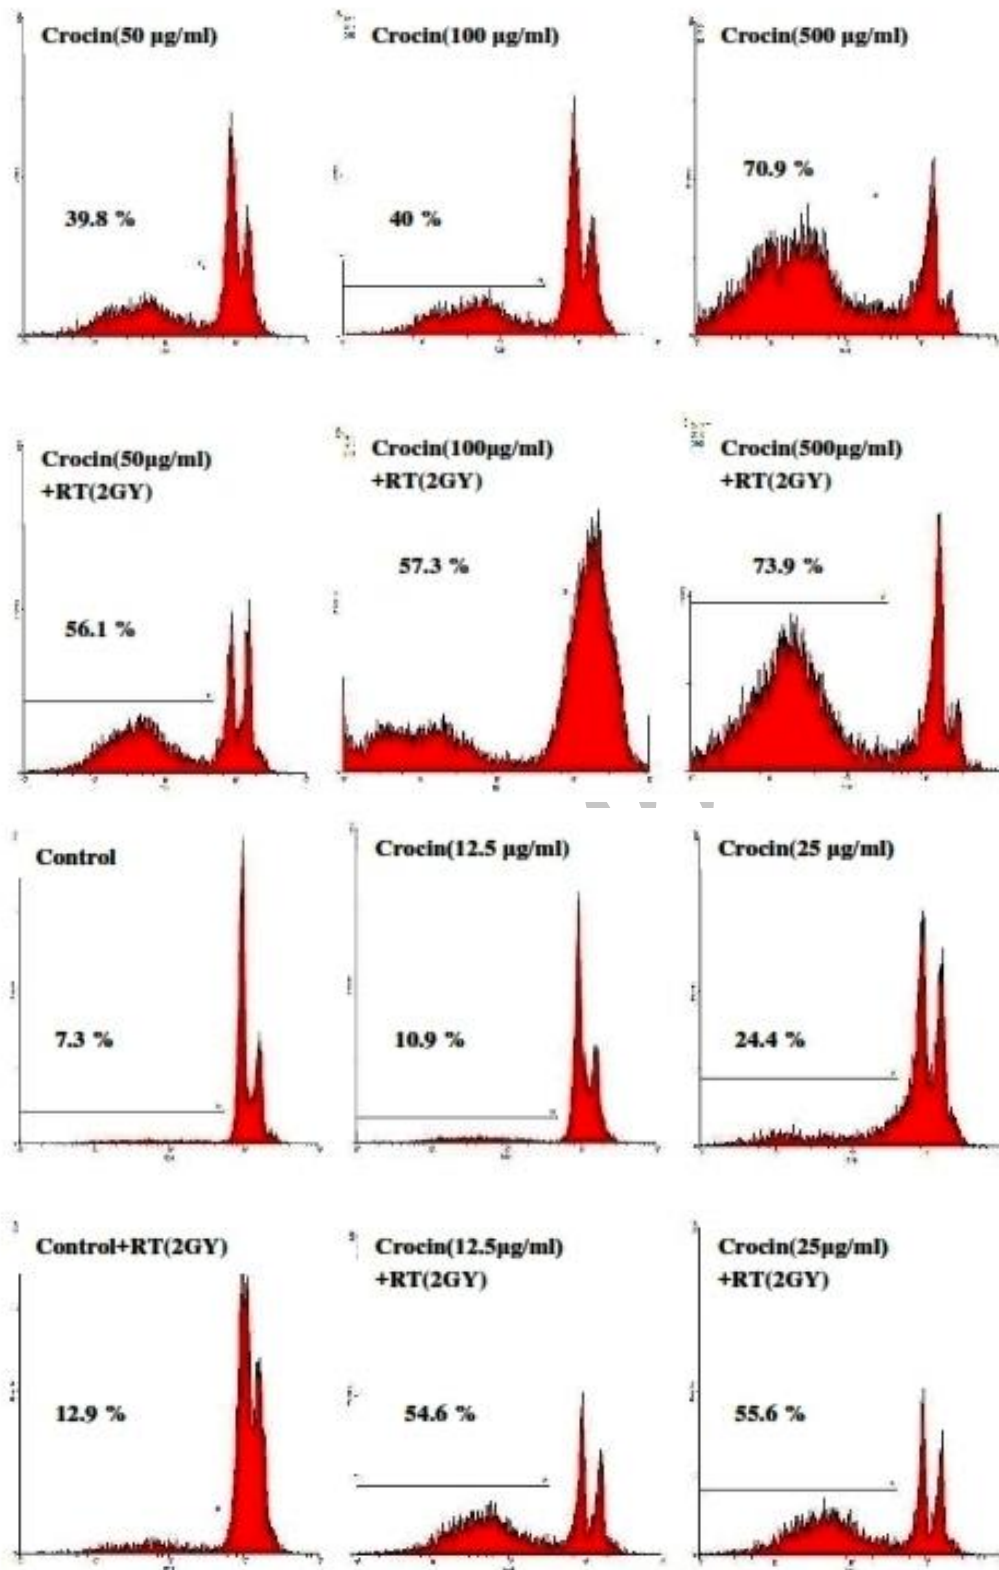 Crocin(50 µg/ml)
39.8 %
Crocin(100 µg/ml)
40 %
Crocin(500 µg/ml)
70.9 %
Crocin(50µg/ml)
+RT(2GY)
56.1 %
Crocin(100µg/ml)
+RT(2GY)
57.3 %
Crocin(500µg/ml)
+RT(2GY)
73.9 %
Control
7.3 %
Crocin(12.5 µg/ml)
10.9 %
Crocin(25 µg/ml)
24.4 %
Control+RT(2GY)
12.9 %
Crocin(12.5µg/ml)
+RT(2GY)
54.6 %
Crocin(25µg/ml)
+RT(2GY)
55.6 %